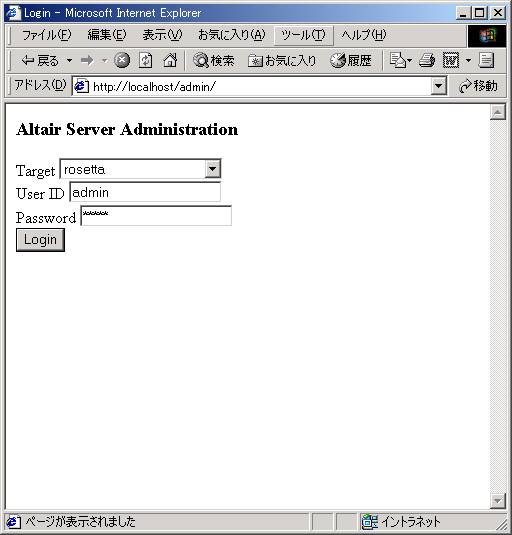 Login - Microsoft Internet Explorer
ファイル(F) 編集(E) 表示(V) お気に入り(A) ツール(T) ヘルプ(H)
戻る 検索 お気に入り 履歴
アドレス(D) http://localhost/admin/ 移動
Altair Server Administration
Target rosetta
User ID admin
Password *****
Login
ページが表示されました イントラネット